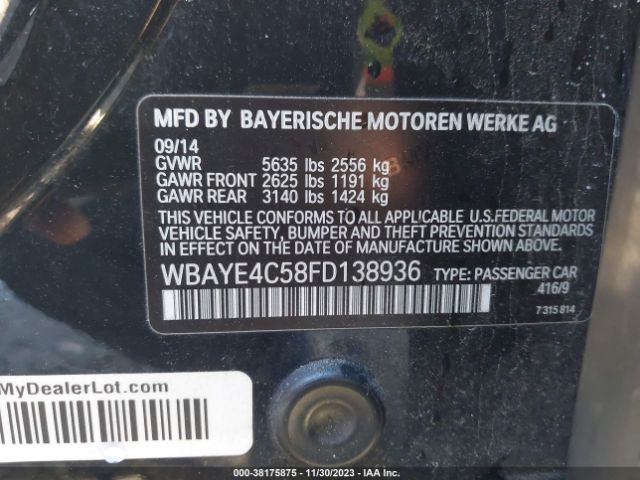 MFD BY BAYERISCHE MOTOREN WERKE AG
09/14
GVWR 5635 lbs 2556 kg
GAWR FRONT 2625 lbs 1191 kg
GAWR REAR 3140 lbs 1424 kg
THIS VEHICLE CONFORMS TO ALL APPLICABLE U.S.FEDERAL MOTOR
VEHICLE SAFETY, BUMPER AND THEFT PREVENTION STANDARDS
IN EFFECT ON THE DATE OF MANUFACTURE SHOWN ABOVE.
WBAYE4C58FD138936 TYPE: PASSENGER CAR
416/9
7 315 814
MyDealerLot.com
000-38175875 - 11/30/2023 - IAA Inc.